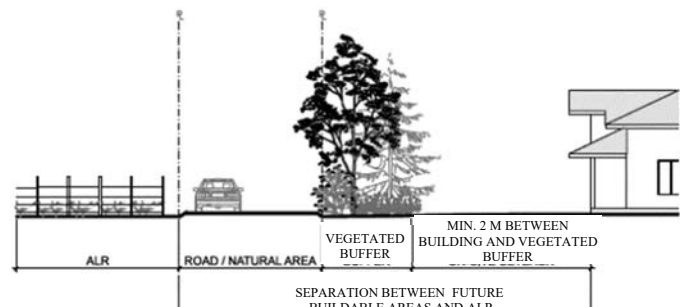 VEGETATED
BUFFER
MIN. 2 M BETWEEN
BUILDING AND VEGETATED
BUFFER
ALR
ROAD / NATURAL AREA
SEPARATION BETWEEN FUTURE
BUILDABLE AREAS AND ALR